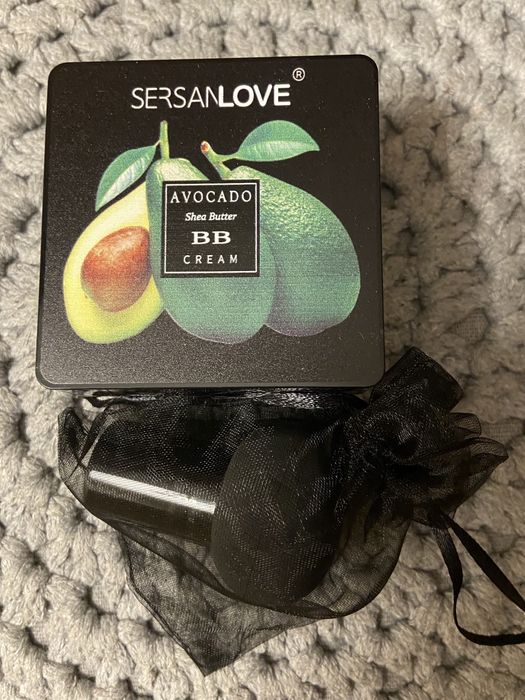 SERSANLOVE®
AVOCADO
Shea Butter
BB
CREAM